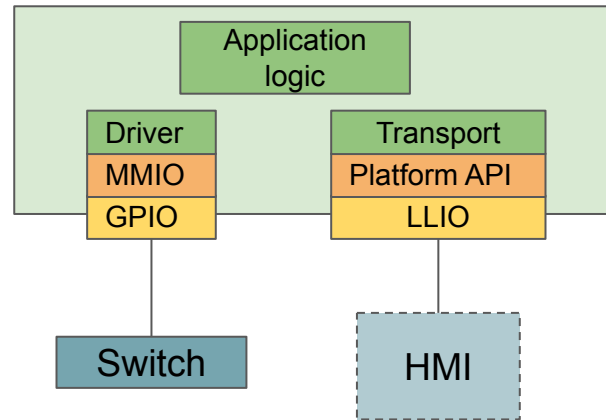 Application
logic
Driver
MMIO
GPIO
Transport
Platform API
LLIO
Switch
HMI